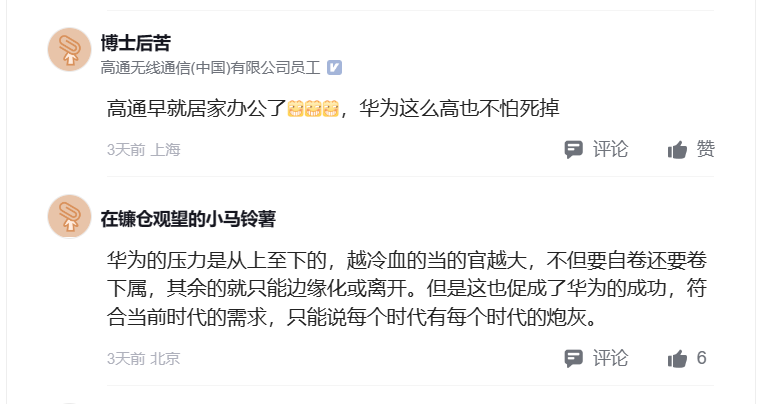 博士后苦
高通无线通信(中国)有限公司员工
高通早就居家办公了，华为这么高也不怕死掉
3天前 上海
评论
赞
在镰仓观望的小马铃薯
华为的压力是从上至下的，越冷血的当的官越大，不但要自卷还要卷
下属，其余的就只能边缘化或离开。但是这也促成了华为的成功，符
合当前时代的需求，只能说每个时代有每个时代的炮灰。
3天前 北京
评论
6